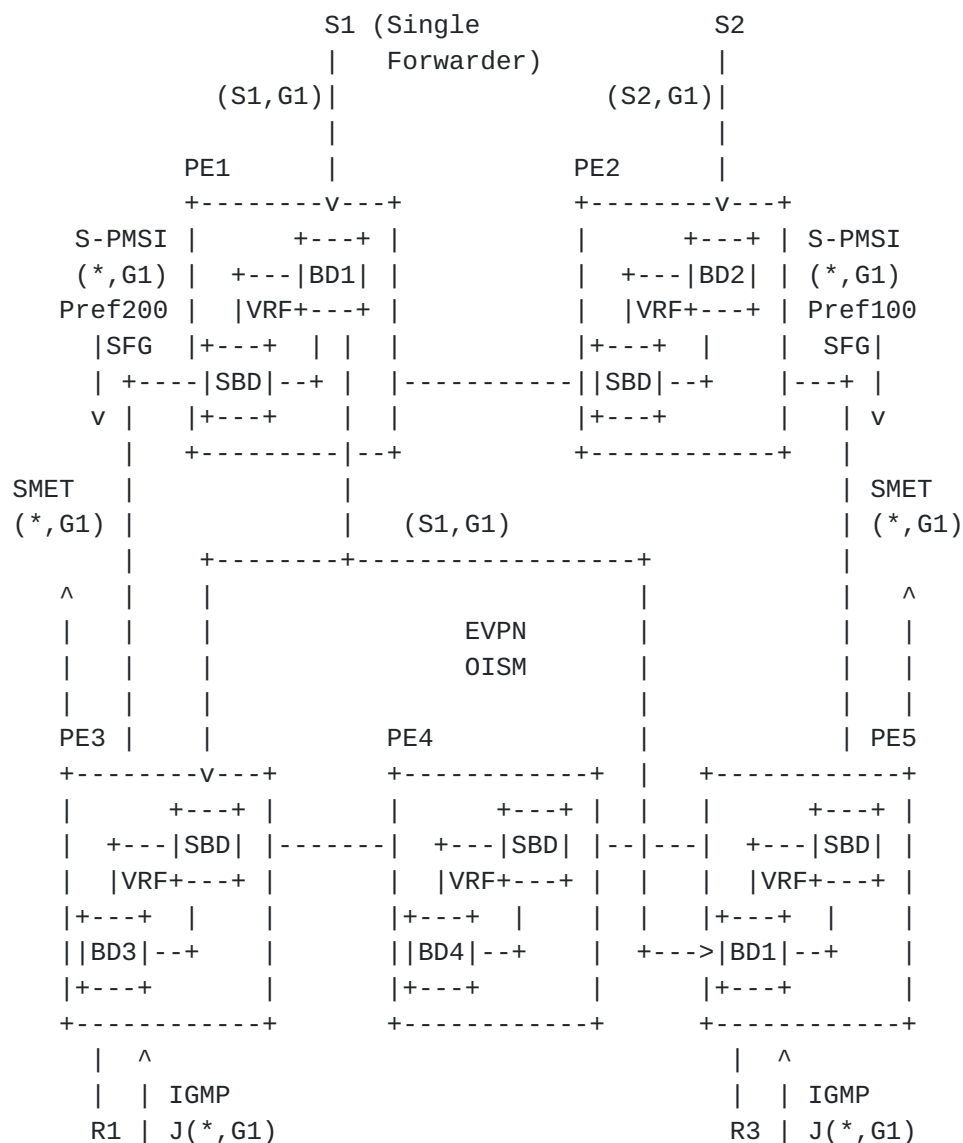 S1 (Single S2
| Forwarder) |
(S1,G1)| (S2,G1)|
| |
PE1 | PE2 |
+--------v---+ +--------v---+
S-PMSI | +---+ | | +---+ | S-PMSI
(*,G1) | +---|BD1| | | +---|BD2| | (*,G1)
Pref200 | |VRF+---+ | | |VRF+---+ | Pref100
|SFG |+---+ | | | |+---+ | | SFG|
| +----|SBD|--+ | |-----------||SBD|--+ |---+ |
v | |+---+ | | |+---+ | | v
| +---------|--+ +------------+ |
SMET | | | SMET
(*,G1) | | (S1,G1) | (*,G1)
| +--------+------------------+ |
^ | | | | ^
| | | EVPN | | |
| | | OISM | | |
| | | | | |
PE3 | | PE4 | | PE5
+--------v---+ +------------+ | +------------+
| +---+ | | +---+ | | | +---+ |
| +---|SBD| |-------| +---|SBD| |--|---| +---|SBD| |
| |VRF+---+ | | |VRF+---+ | | | |VRF+---+ |
|+---+ | | |+---+ | | | |+---+ | |
||BD3|--+ | ||BD4|--+ | +--->|BD1|--+ |
|+---+ | |+---+ | |+---+ |
+------------+ +------------+ +------------+
| ^ | ^
| | IGMP | | IGMP
R1 | J(*,G1) R3 | J(*,G1)